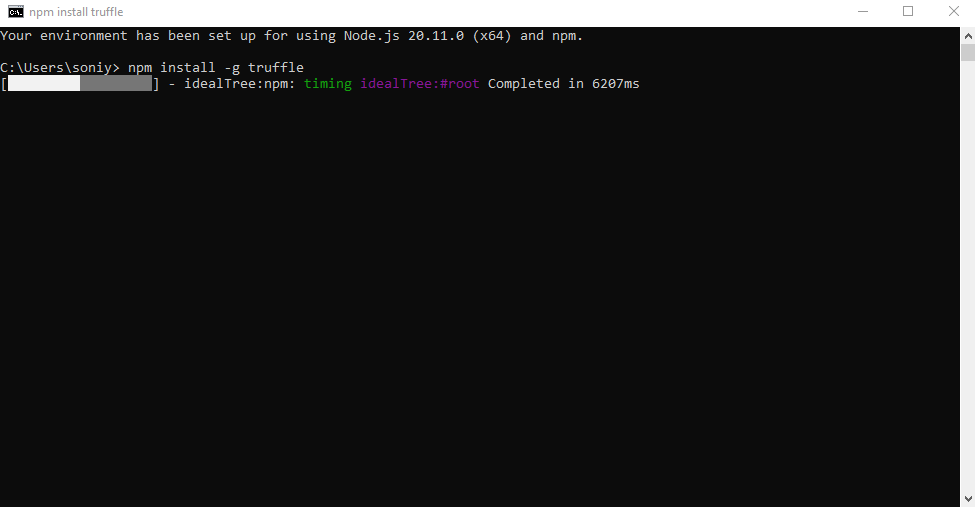 npm install truffle
Your environment has been set up for using Node.js 20.11.0 (x64) and npm.
C:\Users\soniy> npm install -g truffle
[                  ] - idealTree:npm: timing idealTree:#root Completed in 6207ms